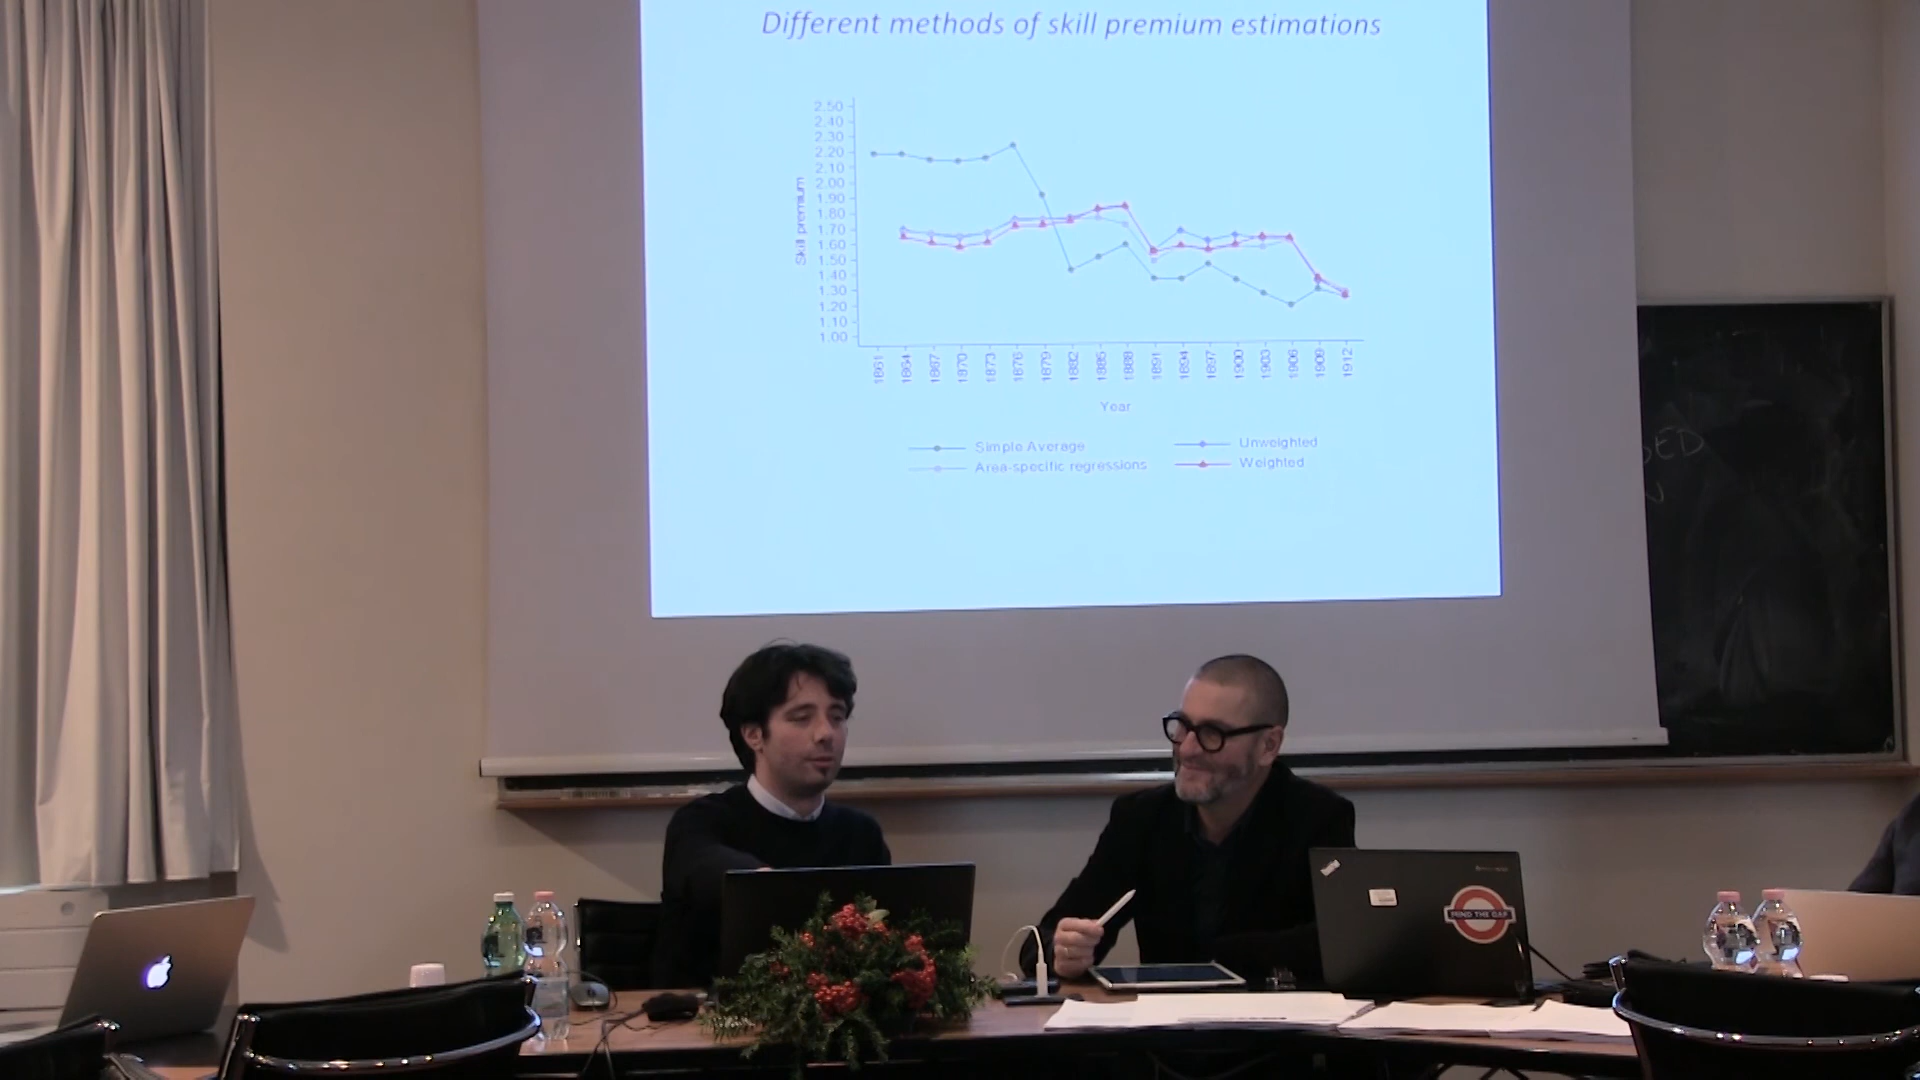 Different methods of skill premium estimations
2.50
2.40
2.30
2.20
2.10
2.00
1.90
1.80
1.70
1.60
1.50
1.40
1.30
1.20
1.10
1.00
Skill premium
1861 1864 1867 1870 1873 1876 1879 1882 1885 1888 1891 1894 1897 1900 1903 1906 1909 1912
Year
Simple Average
Unweighted
Area-specific regressions
Weighted
MIND THE GAP